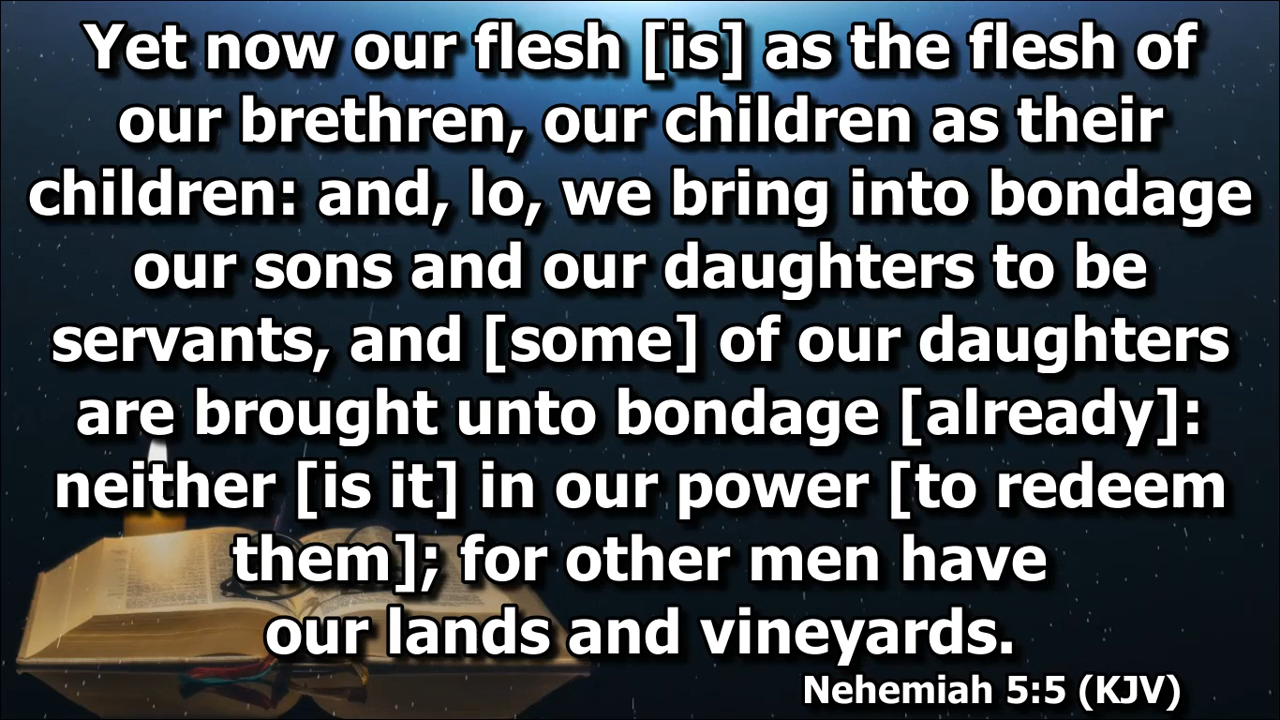 Yet now our flesh [is] as the flesh of
our brethren, our children as their
children: and, lo, we bring into bondage
our sons and our daughters to be
servants, and [some] of our daughters
are brought unto bondage [already]:
neither [is it] in our power [to redeem
them]; for other men have
our lands and vineyards.
Nehemiah 5:5 (KJV)